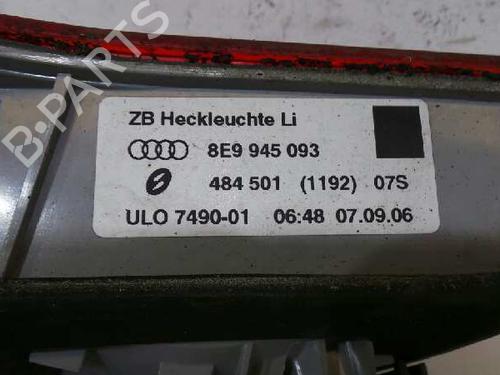 ZB Heckleuchte Li
8E9 945 093
484 501 (1192) 07S
ULO 7490-01 06:48 07.09.06
B-PARTS